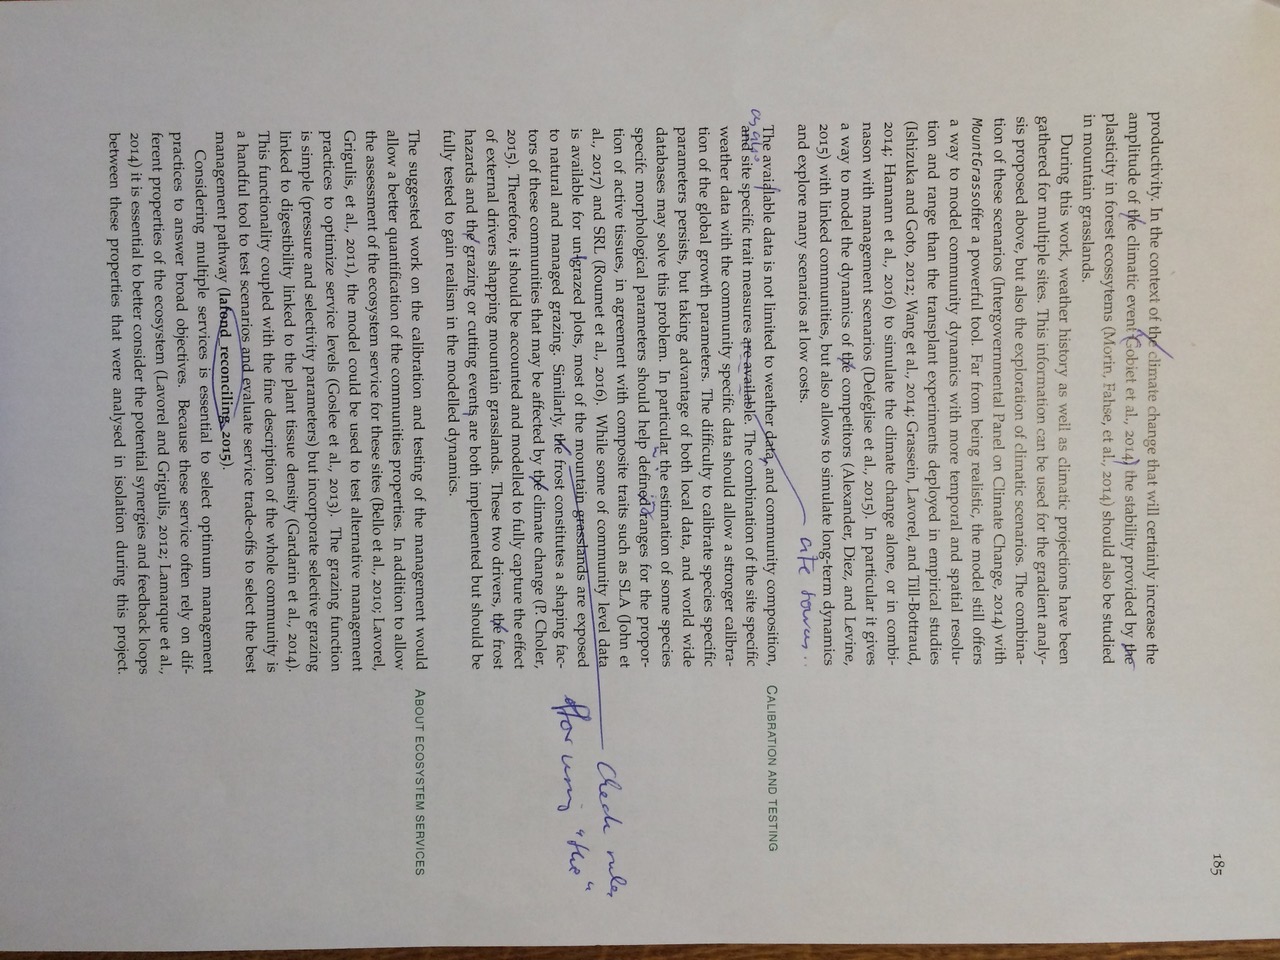 185
productivity. In the context of the climate change that will certainly increase the
amplitude of the climatic event (Gobiet et al., 2014) the stability provided by the
plasticity in forest ecossytems (Morin, Fahse, et al., 2014) should also be studied
in mountain grasslands.
During this work, weather history as well as climatic projections have been
gathered for multiple sites. This information can be used for the gradient analy-
sis proposed above, but also the exploration of climatic scenarios. The combina-
tion of these scenarios (Intergovernmental Panel on Climate Change, 2014) with
MountGrassoffer a powerful tool. Far from being realistic, the model still offers
a way to model community dynamics with more temporal and spatial resolu-
tion and range than the transplant experiments deployed in empirical studies
(Ishizuka and Goto, 2012; Wang et al., 2014; Grassein, Lavorel, and Till-Bottraud,
2014; Hamann et al., 2016) to simulate the climate change alone, or in combi-
nason with management scenarios (Deléglise et al., 2015). In particular it gives
a way to model the dynamics of the competitors (Alexander, Diez, and Levine,
2015) with linked communities, but also allows to simulate long-term dynamics
and explore many scenarios at low costs.
cite sources..
The avaialable data is not limited to weather data, and community composition,
CALIBRATION AND TESTING
as also
and site specific trait measures are available. The combination of the site specific
weather data with the community specific data should allow a stronger calibra-
tion of the global growth parameters. The difficulty to calibrate species specific
parameters persists, but taking advantage of both local data, and world wide
databases may solve this problem. In particular the estimation of some species
specifc morphological parameters should help defined ranges for the propor-
tion of active tissues, in agreement with composite traits such as SLA (John et
al., 2017) and SRL (Roumet et al., 2016). While some of community level data
Check rules
for using "the"
is available for un-grazed plots, most of the mountain grasslands are exposed
to natural and managed grazing. Similarly, the frost constitutes a shaping fac-
tors of these communities that may be affected by the climate change (P. Choler,
2015). Therefore, it should be accounted and modelled to fully capture the effect
of external drivers shapping mountain grasslands. These two drivers, the frost
hazards and the grazing or cutting events are both implemented but should be
fully tested to gain realism in the modelled dynamics.
The suggested work on the calibration and testing of the management would
ABOUT ECOSYSTEM SERVICES
allow a better quantification of the communities properties. In addition to allow
the assessment of the ecosystem service for these sites (Bello et al., 2010; Lavorel,
Grigulis, et al., 2011), the model could be used to test alternative management
practices to optimize service levels (Goslee et al., 2013). The grazing function
is simple (pressure and selectivity parameters) but incorporate selective grazing
linked to digestibility linked to the plant tissue density (Gardarin et al., 2014).
This functionality coupled with the fine description of the whole community is
a handful tool to test scenarios and evaluate service trade-offs to select the best
management pathway (lafond_reconciling_2015).
Considering multiple services is essential to select optimum management
practices to answer broad objectives. Because these service often rely on dif-
ferent properties of the ecosystem (Lavorel and Grigulis, 2012; Lamarque et al.,
2014) it is essential to better consider the potential synergies and feedback loops
between these properties that were analysed in isolation during this project.